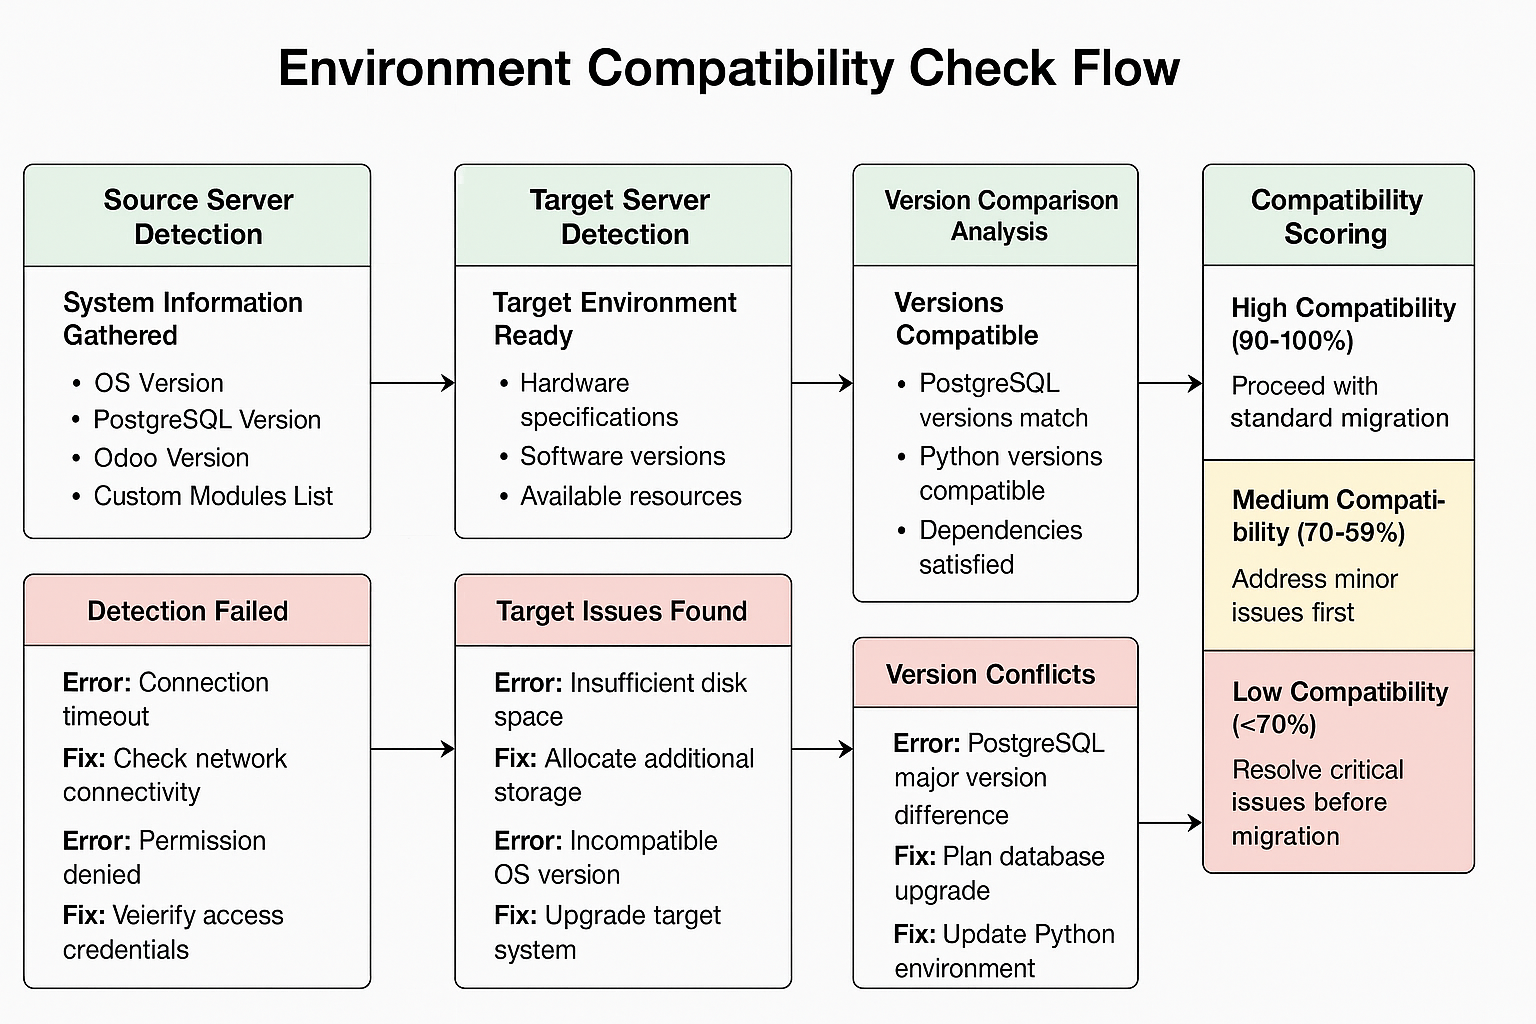 Environment Compatibility Check Flow
Source Server
Detection
System Information
Gathered
• OS Version
• PostgreSQL Version
• Odoo Version
• Custom Modules List
Target Server
Detection
Target Environment
Ready
• Hardware
specifications
• Software versions
• Available resources
Version Comparison
Analysis
Versions
Compatible
• PostgreSQL
versions match
• Python versions
compatible
• Dependencies
satisfied
Compatibility
Scoring
High Compatibility
(90-100%)
Proceed with
standard migration
Medium Compati-
bility (70-59%)
Address minor
issues first
Low Compatibility
(<70%)
Resolve critical
issues before
migration
Detection Failed
Error: Connection
timeout
Fix: Check network
connectivity
Error: Permission
denied
Fix: Veierify access
credentials
Target Issues Found
Error: Insufficient disk
space
Fix: Allocate additional
storage
Error: Incompatible
OS version
Fix: Upgrade target
system
Version Conflicts
Error: PostgreSQL
major version
difference
Fix: Plan database
upgrade
Fix: Update Python
environment